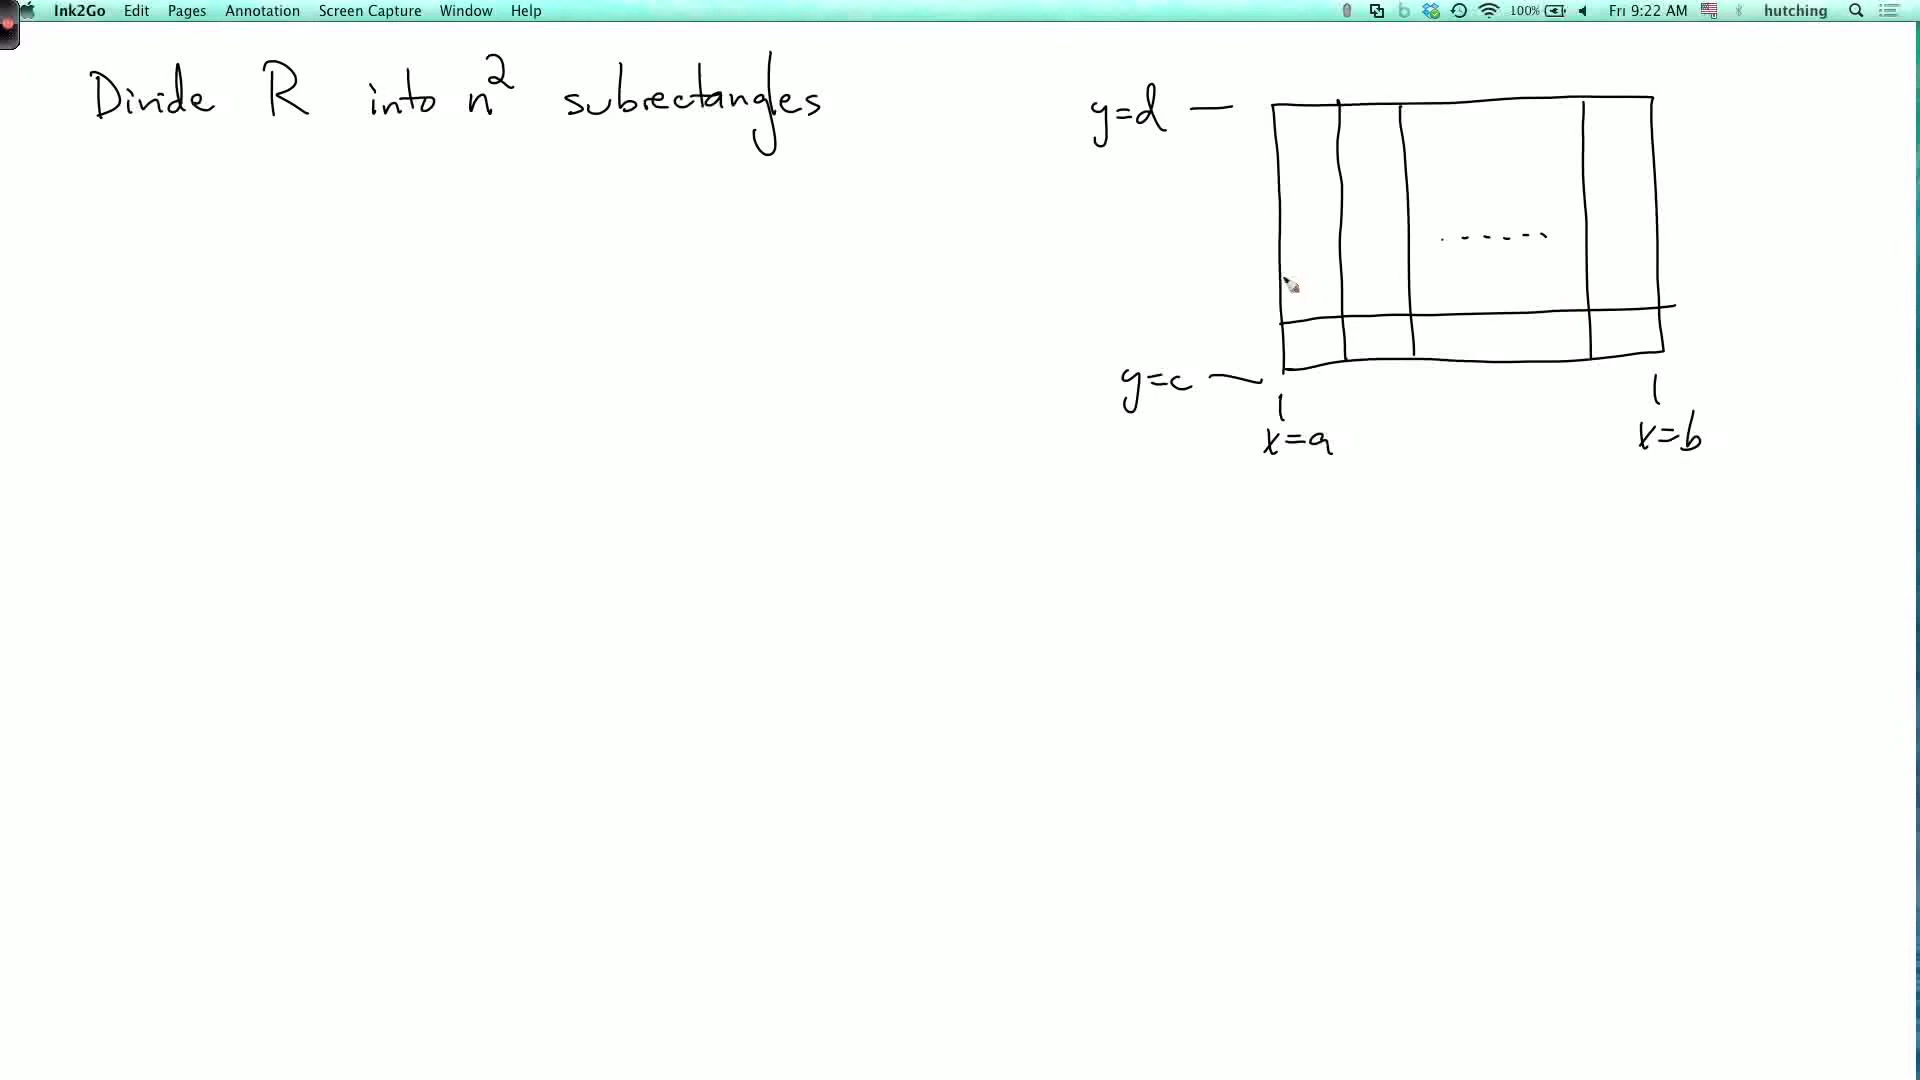 Ink2Go Edit Pages Annotation Screen Capture Window Help 100% Fri 9:22 AM hutching
Divide R into n² subrectangles
y=d
y=c
x=a
x=b